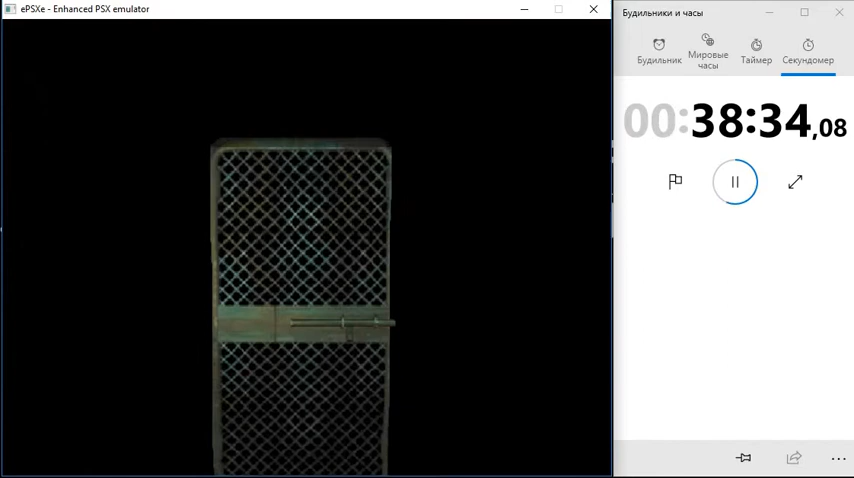 ePSXe - Enhanced PSX emulator
Будильники и часы
Будильник
Мировые
часы
Таймер
Секундомер
00:38:34,08